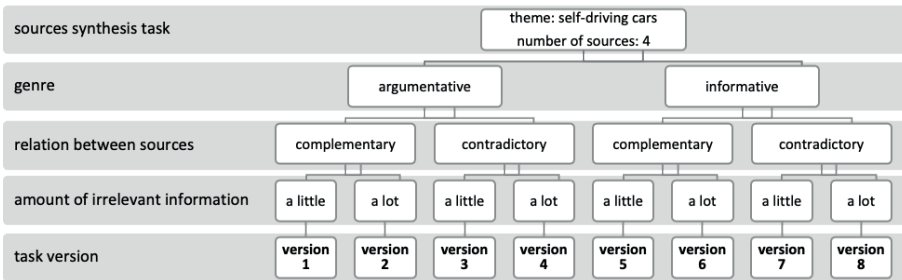 sources synthesis task
theme: self-driving cars
number of sources: 4
genre
argumentative
informative
relation between sources
complementary
contradictory
complementary
contradictory
amount of irrelevant information
a little
a lot
a little
a lot
a little
a lot
a little
a lot
task version
version
1
version
2
version
3
version
4
version
5
version
6
version
7
version
8